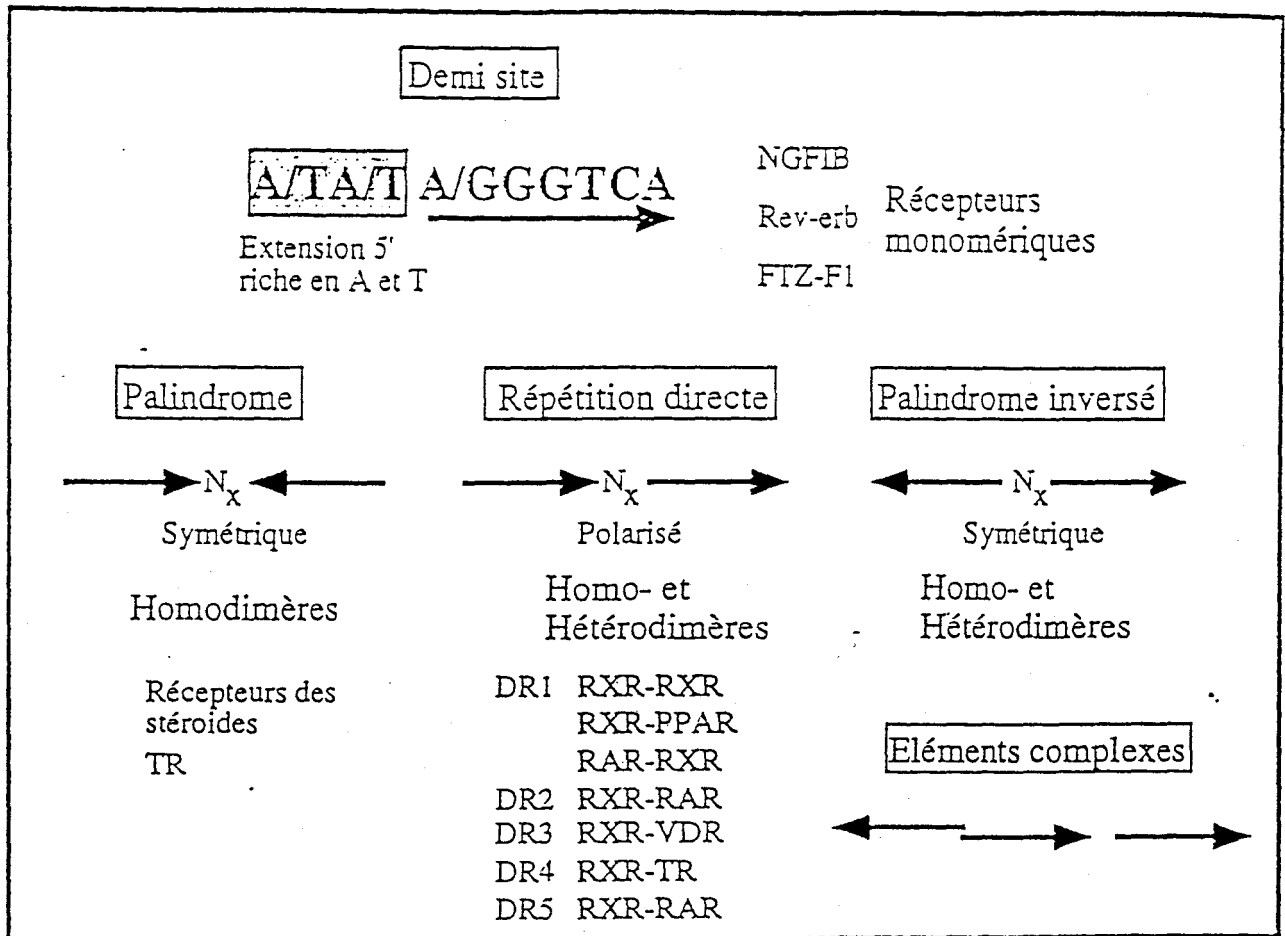 Demi site
A/TA/T A/GGGTCA
Extension 5'
riche en A et T
NGFIB
Rev-erb
FTZ-F1
Récepteurs
monomériques
Palindrome
Nx
Symétrique
Homodimères
Récepteurs des
stéroides
TR
Répétition directe
Nx
Polarisé
Homo- et
Hétérodimères
DR1 RXR-RXR
RXR-PPAR
RAR-RXR
DR2 RXR-RAR
DR3 RXR-VDR
DR4 RXR-TR
DR5 RXR-RAR
Palindrome inversé
Nx
Symétrique
Homo- et
Hétérodimères
Eléments complexes